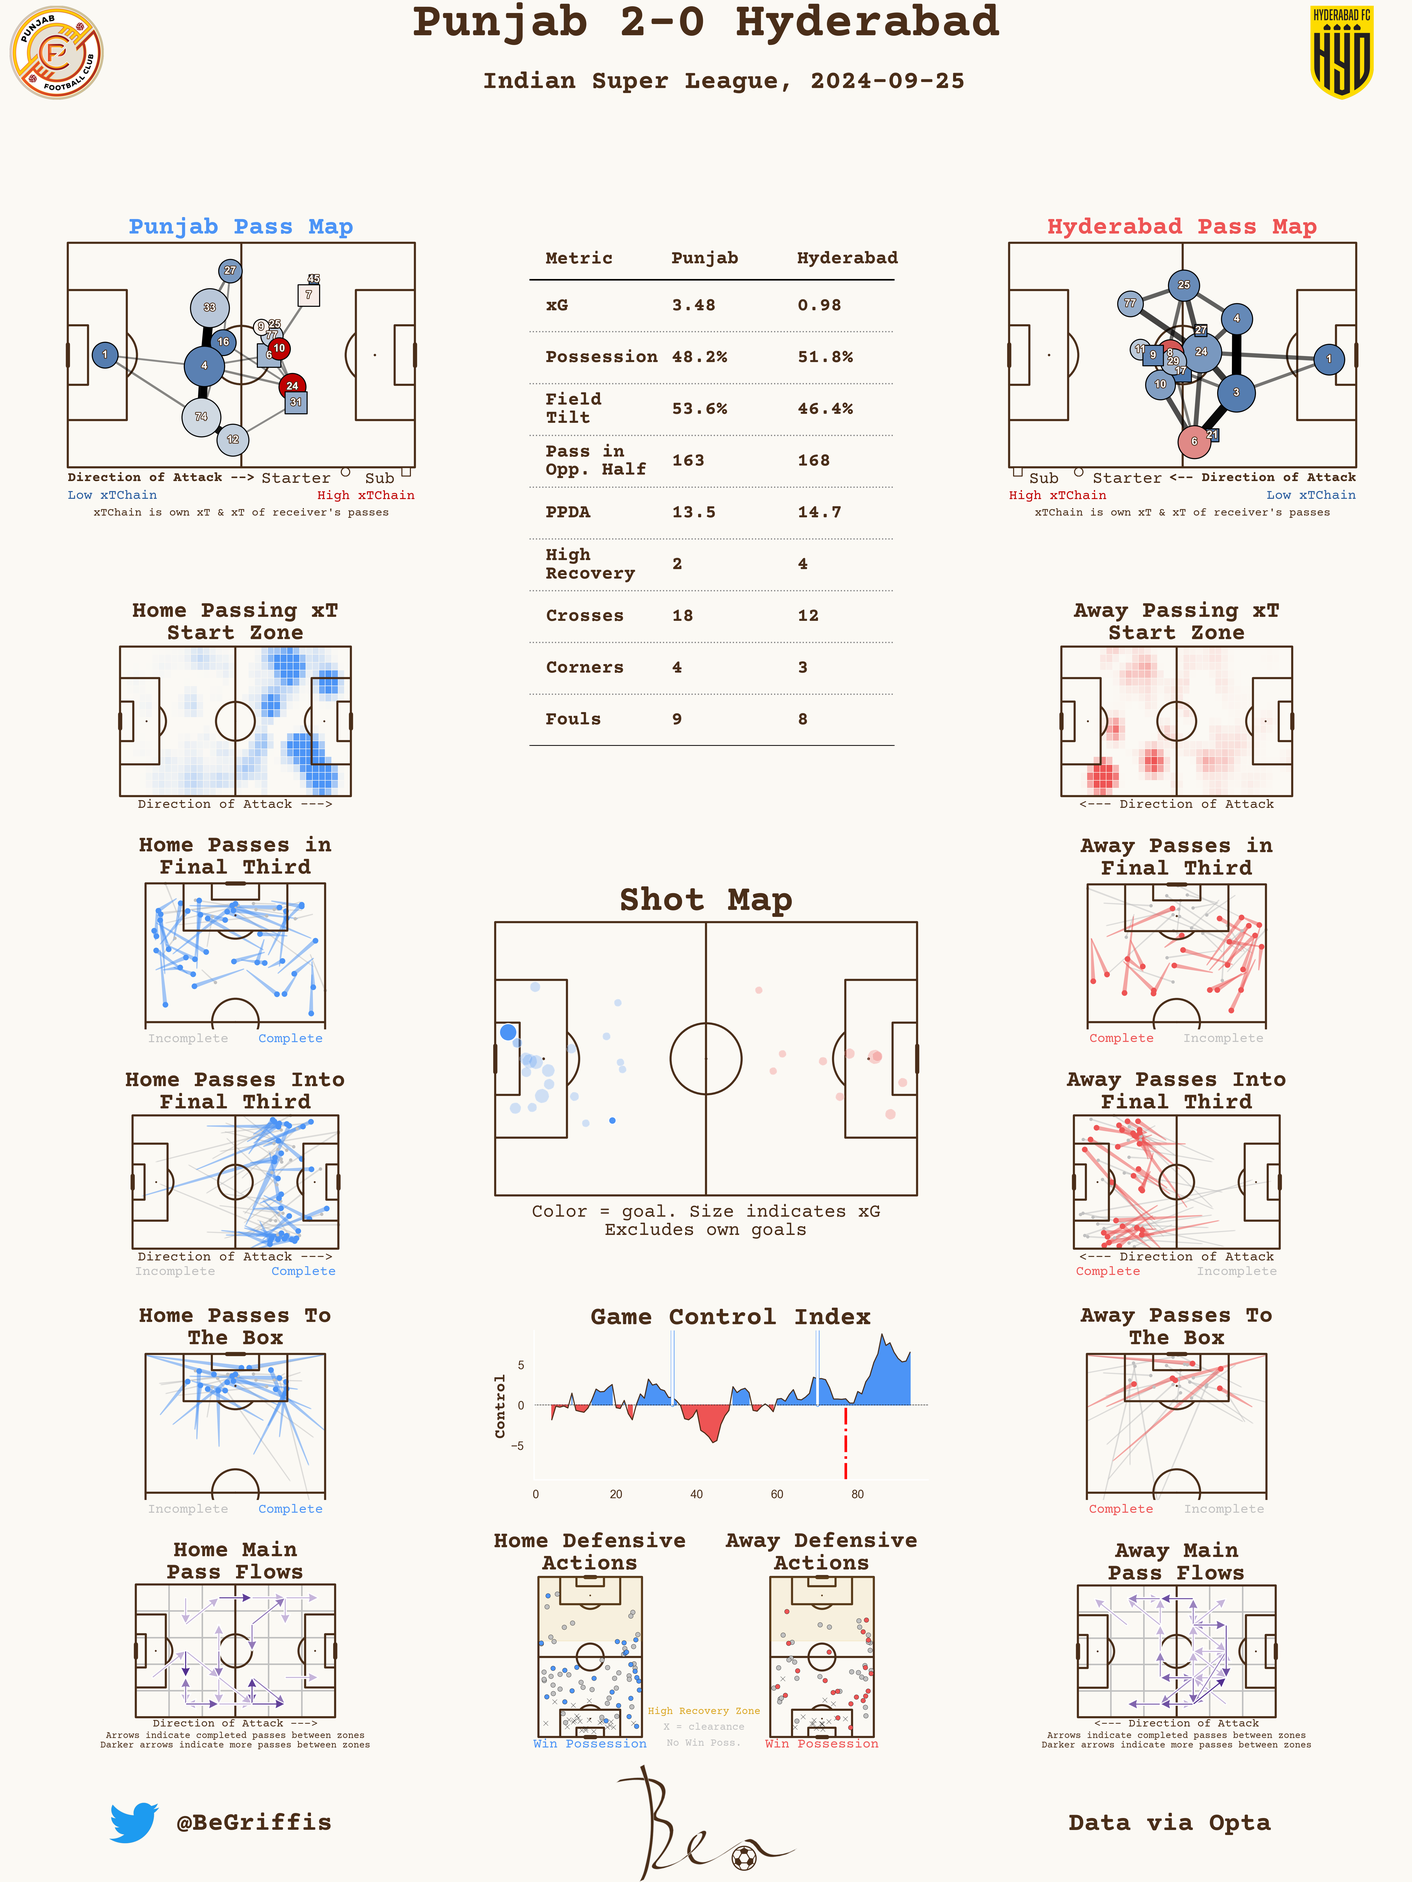 Punjab 2-0 Hyderabad
Indian Super League, 2024-09-25
PUNJAB
FOOTBALL CLUB
HYDERABAD FC
HYD
Punjab Pass Map
27
45
7
33
9
25
77
16
10
6
1
4
24
31
74
12
Direction of Attack --> Starter Sub
Low xTChain High xTChain
xTChain is own xT & xT of receiver's passes
Metric Punjab Hyderabad
xG 3.48 0.98
Possession 48.2% 51.8%
Field
Tilt 53.6% 46.4%
Pass in
Opp. Half 163 168
PPDA 13.5 14.7
High
Recovery 2 4
Crosses 18 12
Corners 4 3
Fouls 9 8
Hyderabad Pass Map
25
77
4
27
11
9
8
24
29
1
17
10
3
6
21
Sub Starter <-- Direction of Attack
High xTChain Low xTChain
xTChain is own xT & xT of receiver's passes
Home Passing xT
Start Zone
Direction of Attack --->
Away Passing xT
Start Zone
<--- Direction of Attack
Home Passes in
Final Third
Incomplete Complete
Shot Map
Color = goal. Size indicates xG
Excludes own goals
Away Passes in
Final Third
Complete Incomplete
Home Passes Into
Final Third
Direction of Attack --->
Incomplete Complete
Away Passes Into
Final Third
<--- Direction of Attack
Complete Incomplete
Home Passes To
The Box
Incomplete Complete
Game Control Index
Control
5
0
−5
0 20 40 60 80
Away Passes To
The Box
Complete Incomplete
Home Main
Pass Flows
Direction of Attack --->
Arrows indicate completed passes between zones
Darker arrows indicate more passes between zones
Home Defensive
Actions
Win Possession
High Recovery Zone
X = clearance
No Win Poss.
Away Defensive
Actions
Win Possession
Away Main
Pass Flows
<--- Direction of Attack
Arrows indicate completed passes between zones
Darker arrows indicate more passes between zones
@BeGriffis
Ben
Data via Opta